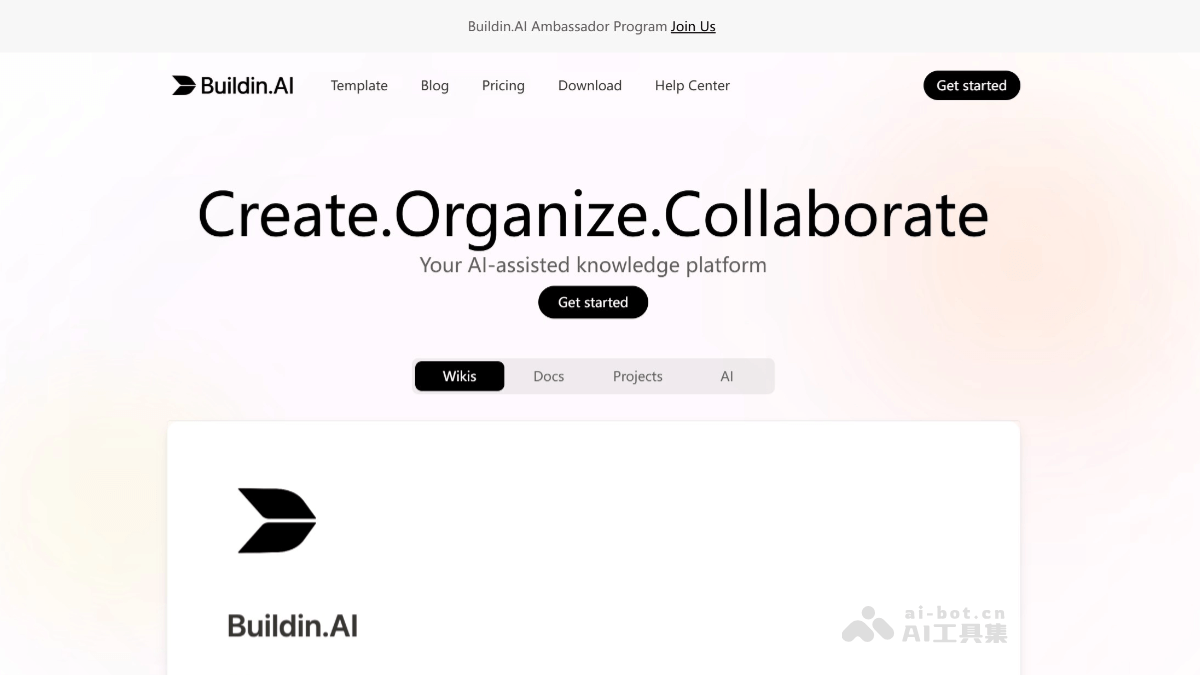 Buildin.AI Ambassador Program Join Us
Buildin.AI
Template Blog Pricing Download Help Center
Get started
Create.Organize.Collaborate
Your AI-assisted knowledge platform
Get started
Wikis Docs Projects AI
Buildin.AI
ai-bot.cn
AI工具集